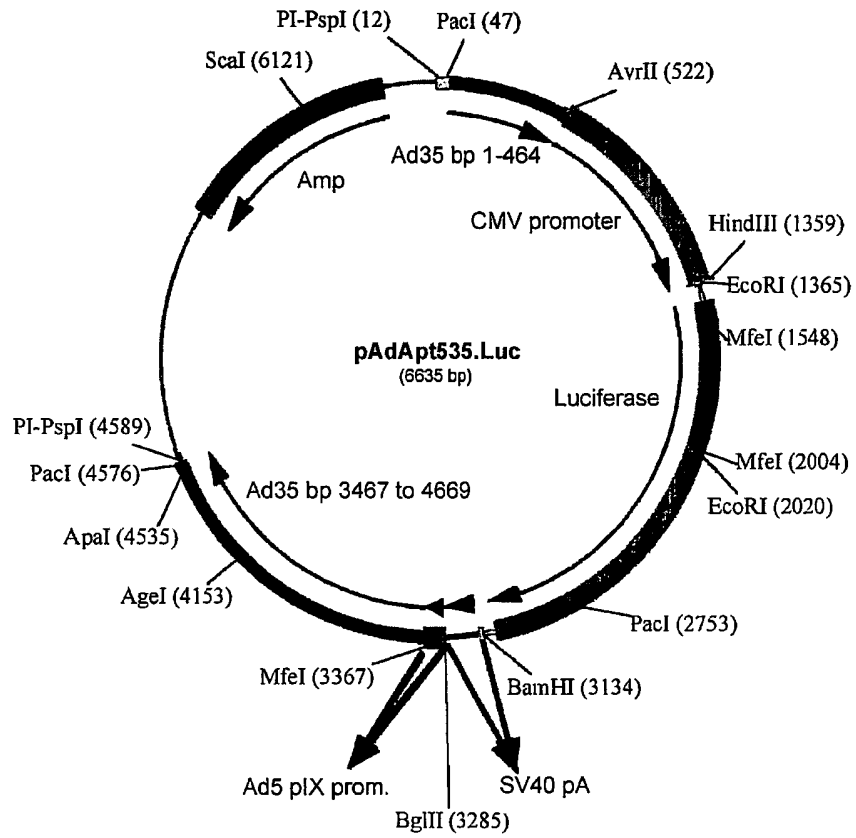 PI-PspI (12)
PacI (47)
ScaI (6121)
AvrII (522)
Ad35 bp 1-464
Amp
CMV promoter
HindIII (1359)
EcoRI (1365)
pAdApt535.Luc
(6635 bp)
MfeI (1548)
Luciferase
PI-PspI (4589)
PacI (4576)
MfeI (2004)
Ad35 bp 3467 to 4669
EcoRI (2020)
ApaI (4535)
AgeI (4153)
PacI (2753)
MfeI (3367)
BamHI (3134)
Ad5 pIX prom.
SV40 pA
BglII (3285)